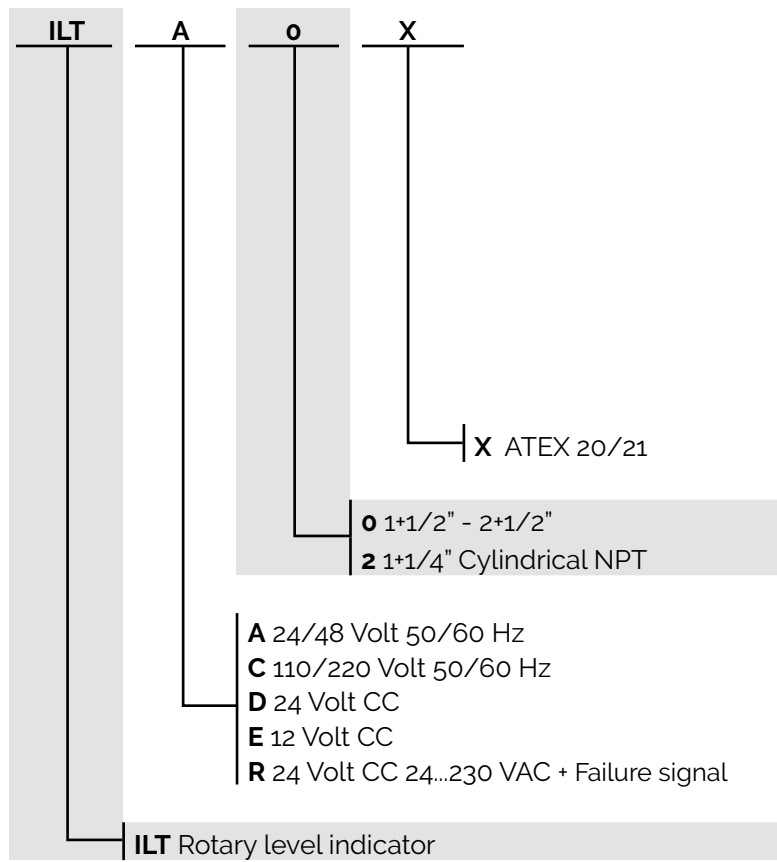 ILT A 0 X
X ATEX 20/21
0 1+1/2” - 2+1/2”
2 1+1/4” Cylindrical NPT
A 24/48 Volt 50/60 Hz
C 110/220 Volt 50/60 Hz
D 24 Volt CC
E 12 Volt CC
R 24 Volt CC 24...230 VAC + Failure signal
ILT Rotary level indicator